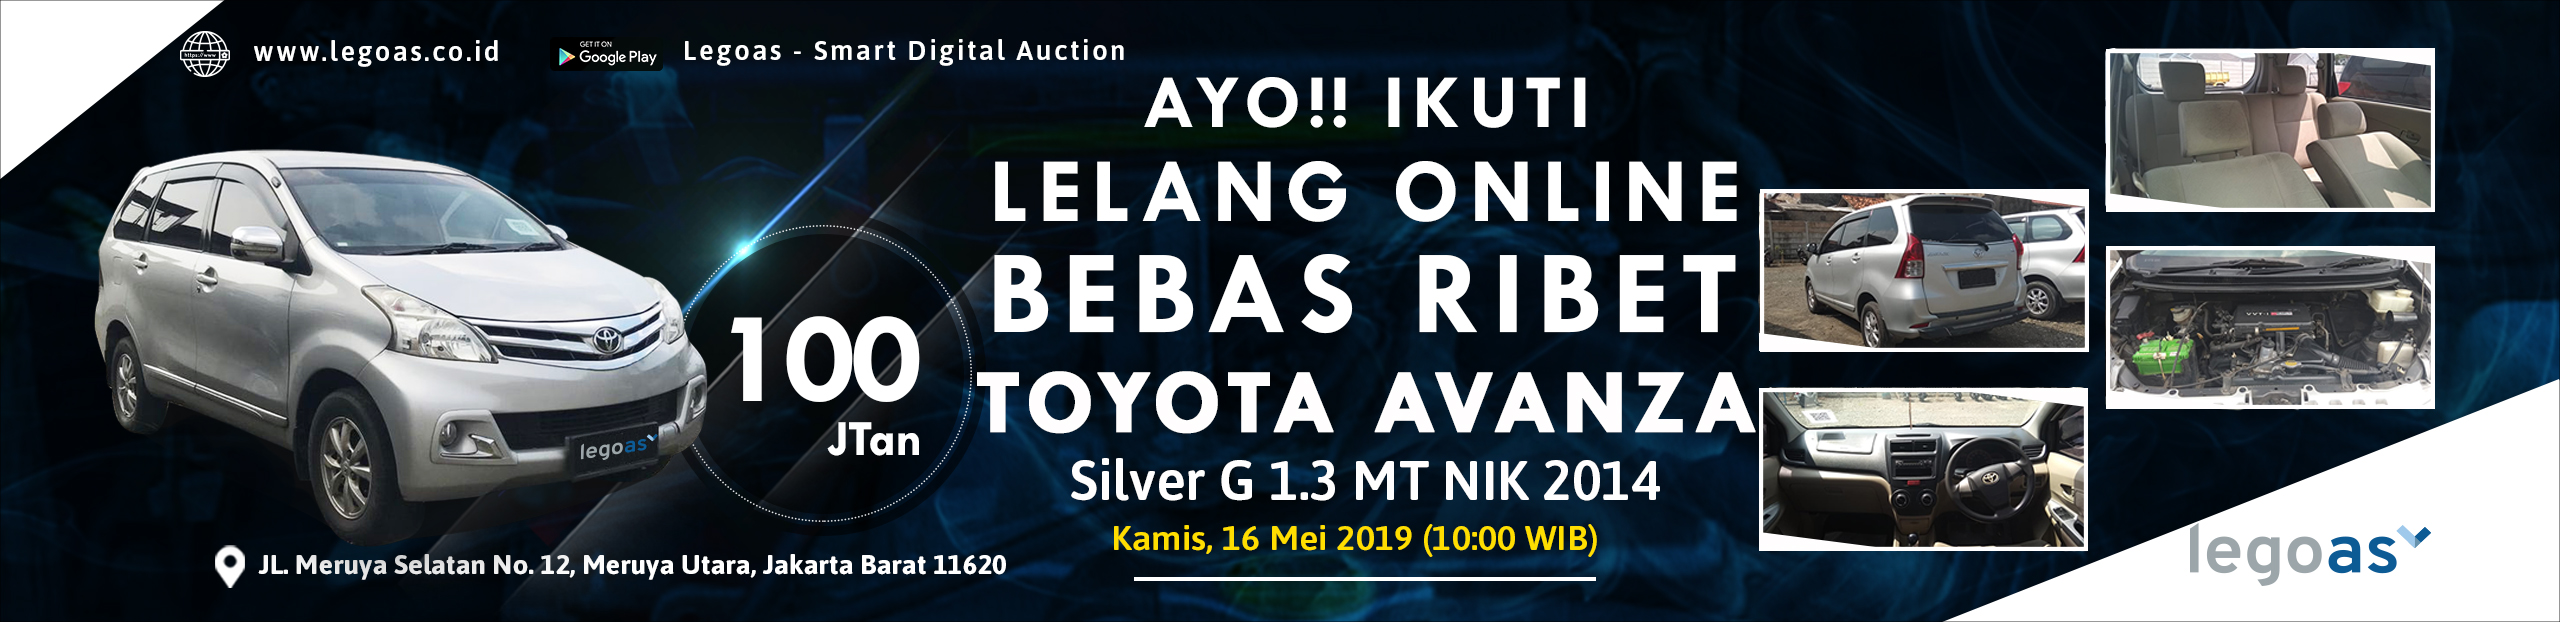 www.legoas.co.id
GET IT ON
Google Play
Legoas - Smart Digital Auction
AYO!! IKUTI
LELANG ONLINE
BEBAS RIBET
TOYOTA AVANZA
Silver G 1.3 MT NIK 2014
Kamis, 16 Mei 2019 (10:00 WIB)
100
JTan
legoas
JL. Meruya Selatan No. 12, Meruya Utara, Jakarta Barat 11620
VVT-i
legoas